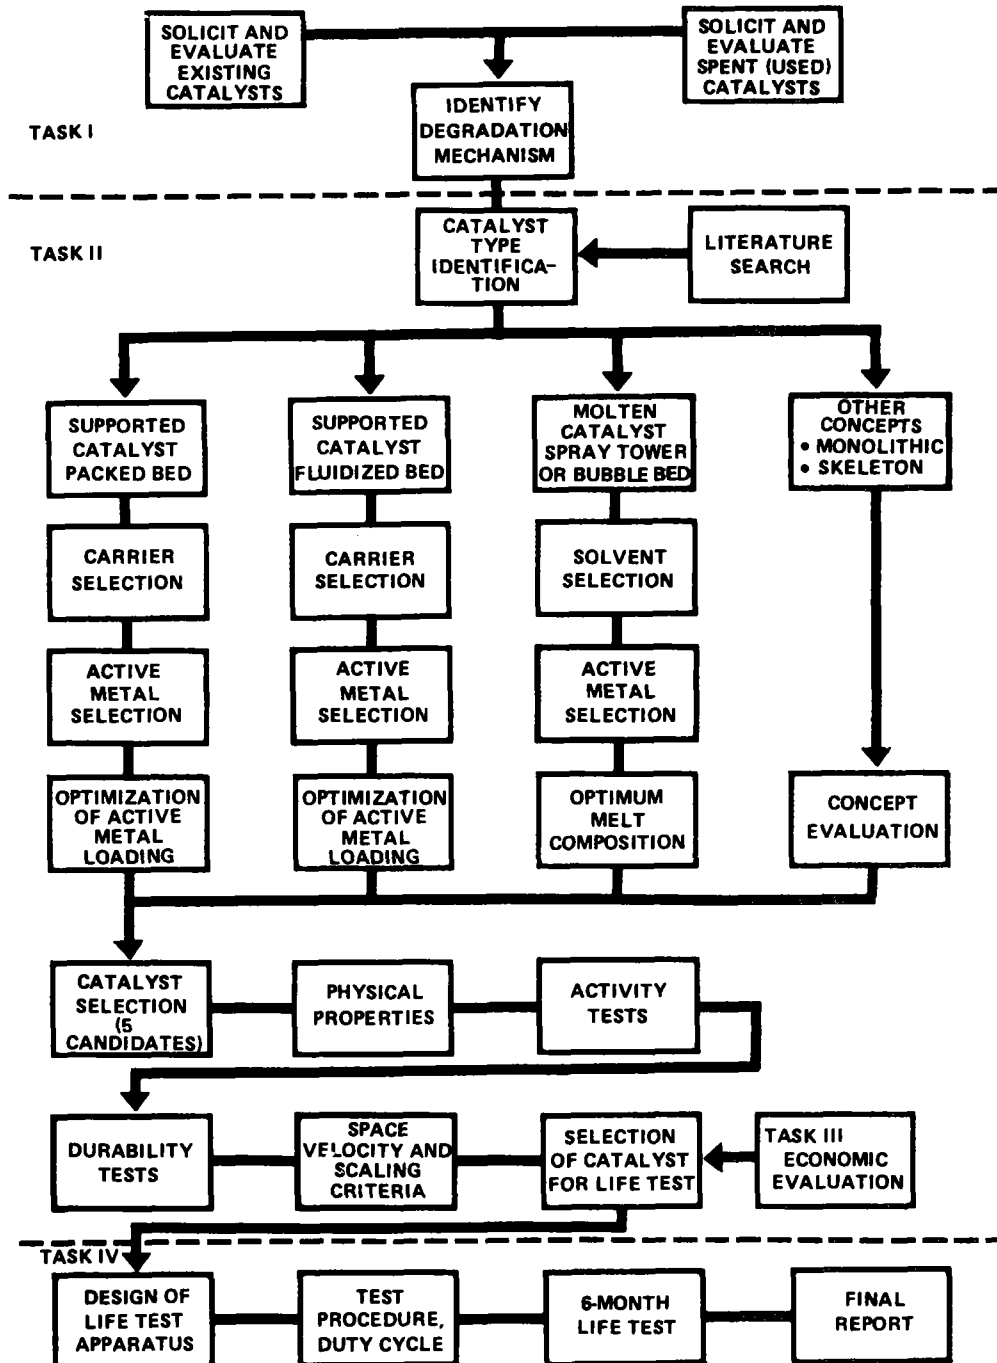 SOLICIT AND
EVALUATE
EXISTING
CATALYSTS
SOLICIT AND
EVALUATE
SPENT (USED)
CATALYSTS
TASK I
IDENTIFY
DEGRADATION
MECHANISM
TASK II
CATALYST
TYPE
IDENTIFICA-
TION
LITERATURE
SEARCH
SUPPORTED
CATALYST
PACKED BED
SUPPORTED
CATALYST
FLUIDIZED BED
MOLTEN
CATALYST
SPRAY TOWER
OR BUBBLE BED
OTHER
CONCEPTS
• MONOLITHIC
• SKELETON
CARRIER
SELECTION
CARRIER
SELECTION
SOLVENT
SELECTION
ACTIVE
METAL
SELECTION
ACTIVE
METAL
SELECTION
ACTIVE
METAL
SELECTION
OPTIMIZATION
OF ACTIVE
METAL
LOADING
OPTIMIZATION
OF ACTIVE
METAL
LOADING
OPTIMUM
MELT
COMPOSITION
CONCEPT
EVALUATION
CATALYST
SELECTION
(5
CANDIDATES)
PHYSICAL
PROPERTIES
ACTIVITY
TESTS
DURABILITY
TESTS
SPACE
VELOCITY AND
SCALING
CRITERIA
SELECTION
OF CATALYST
FOR LIFE TEST
TASK III
ECONOMIC
EVALUATION
TASK IV
DESIGN OF
LIFE TEST
APPARATUS
TEST
PROCEDURE,
DUTY CYCLE
6-MONTH
LIFE TEST
FINAL
REPORT